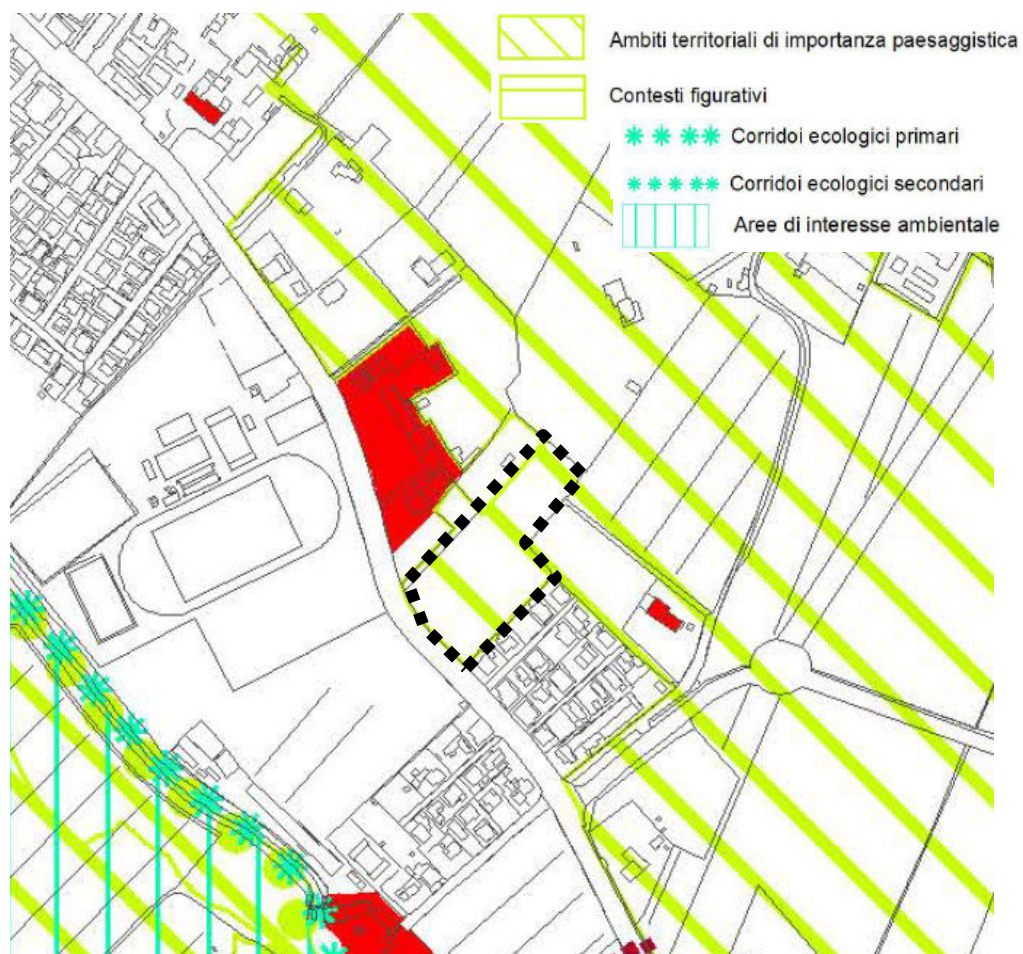 Ambiti territoriali di importanza paesaggistica
Contesti figurativi
Corridoi ecologici primari
Corridoi ecologici secondari
Aree di interesse ambientale